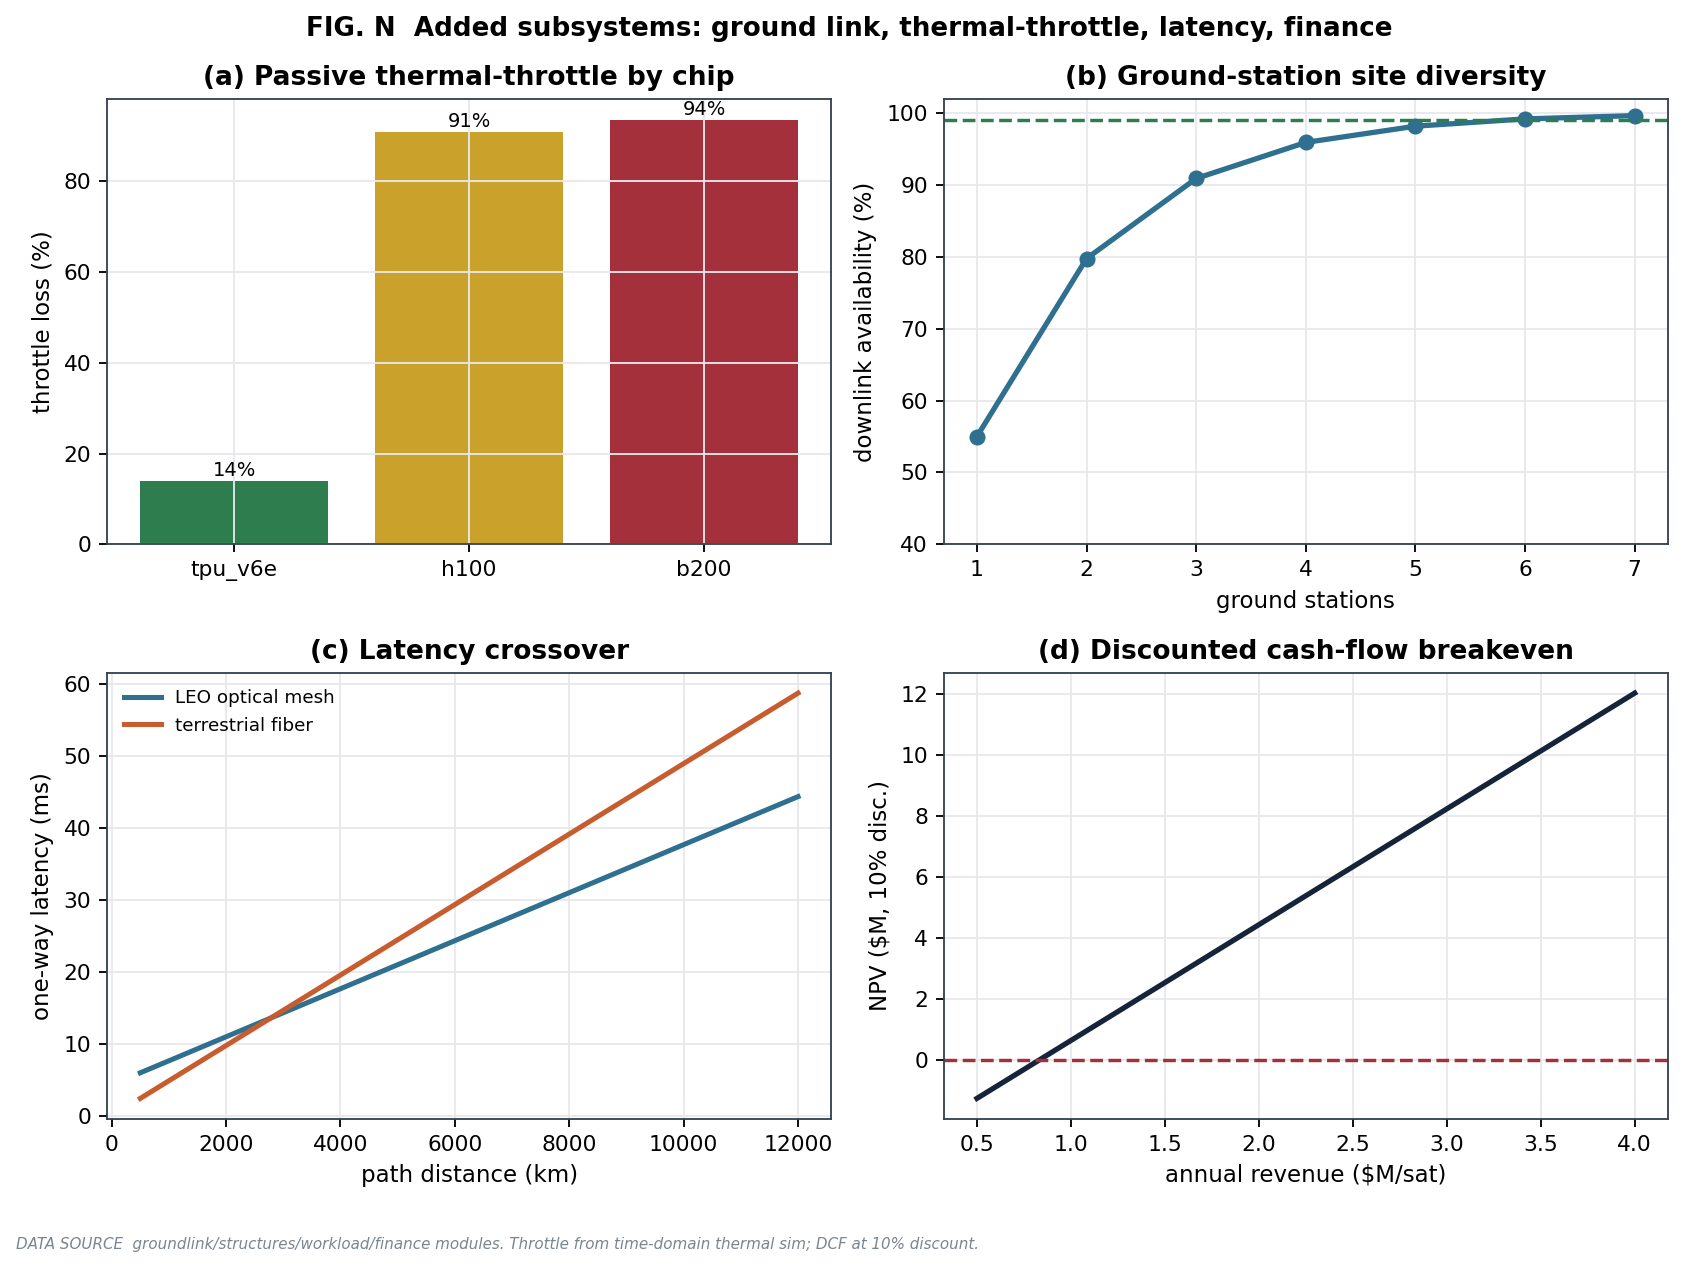 FIG. N  Added subsystems: ground link, thermal-throttle, latency, finance
(a) Passive thermal-throttle by chip
throttle loss (%)
80
60
40
20
0
14%
91%
94%
tpu_v6e
h100
b200
(b) Ground-station site diversity
downlink availability (%)
100
90
80
70
60
50
40
1
2
3
4
5
6
7
ground stations
(c) Latency crossover
one-way latency (ms)
60
50
40
30
20
10
0
LEO optical mesh
terrestrial fiber
0
2000
4000
6000
8000
10000
12000
path distance (km)
(d) Discounted cash-flow breakeven
NPV ($M, 10% disc.)
12
10
8
6
4
2
0
0.5
1.0
1.5
2.0
2.5
3.0
3.5
4.0
annual revenue ($M/sat)
DATA SOURCE  groundlink/structures/workload/finance modules. Throttle from time-domain thermal sim; DCF at 10% discount.